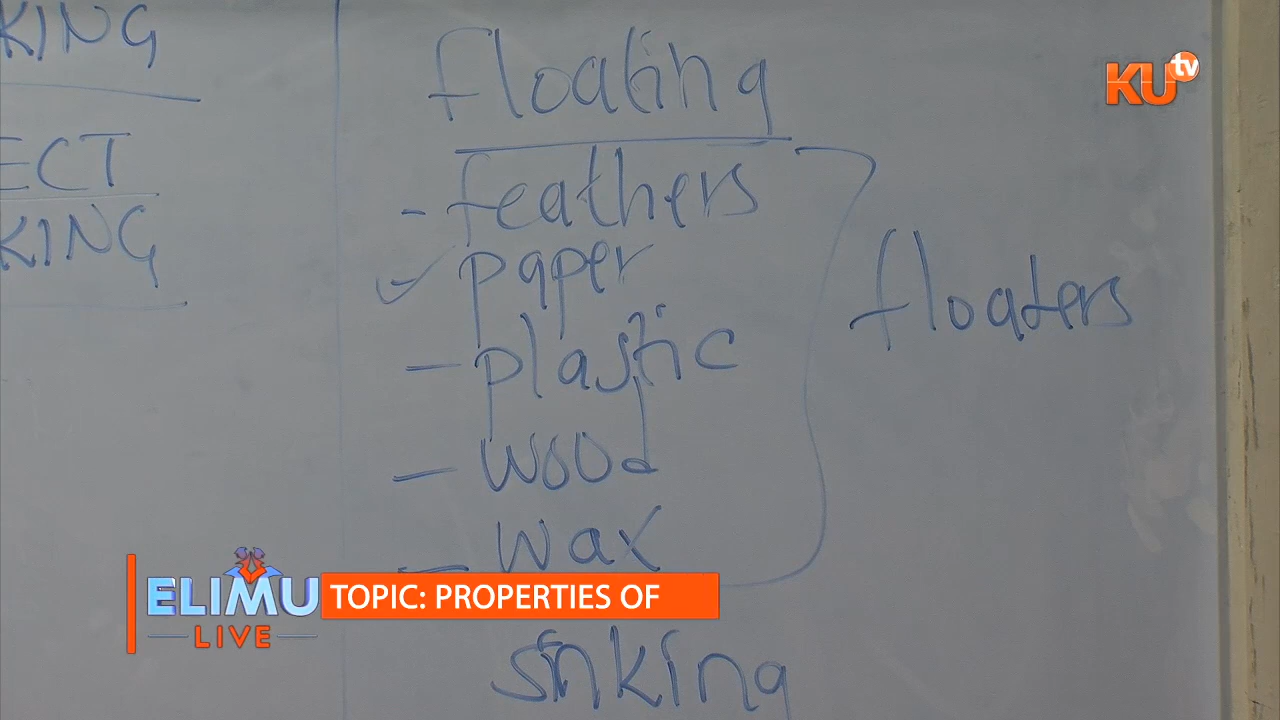 KING
ECT
KING
floating
- feathers
✓ paper
- plastic
- wood
- wax
floaters
sinking
KU tv
ELIMU
LIVE
TOPIC: PROPERTIES OF